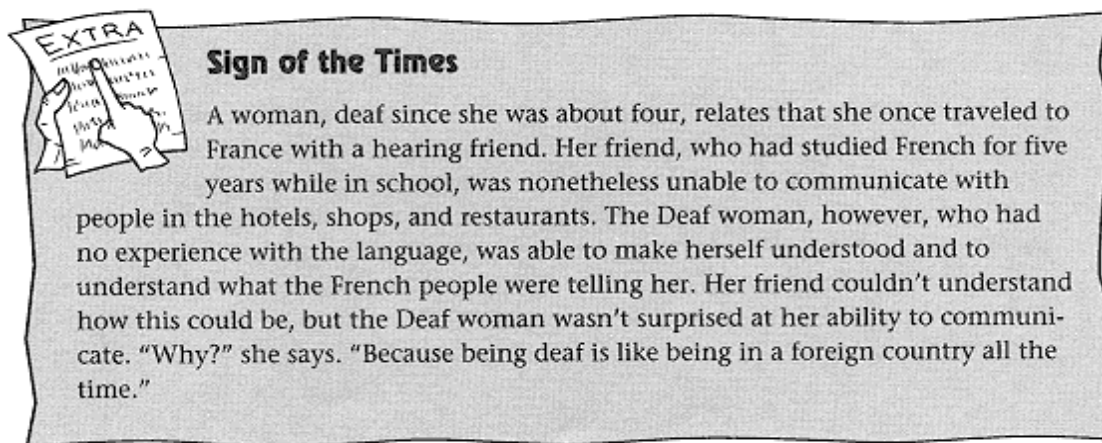 EXTRA
Sign of the Times
A woman, deaf since she was about four, relates that she once traveled to
France with a hearing friend. Her friend, who had studied French for five
years while in school, was nonetheless unable to communicate with
people in the hotels, shops, and restaurants. The Deaf woman, however, who had
no experience with the language, was able to make herself understood and to
understand what the French people were telling her. Her friend couldn't understand
how this could be, but the Deaf woman wasn't surprised at her ability to communi-
cate. “Why?” she says. “Because being deaf is like being in a foreign country all the
time.”